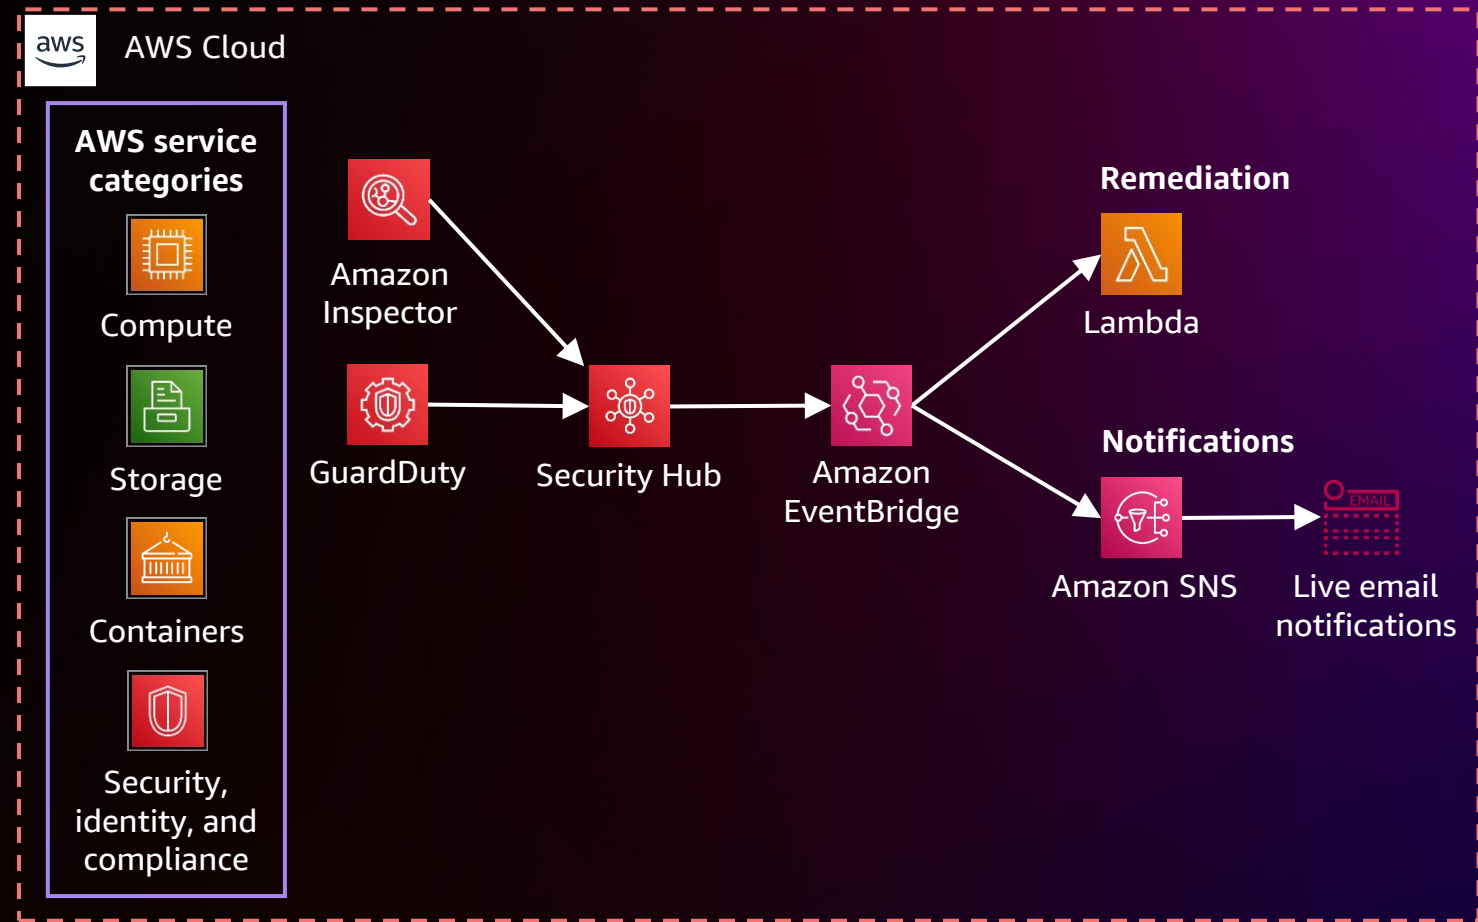 aws
AWS Cloud
AWS service
categories
Compute
Storage
Containers
Security,
identity, and
compliance
Amazon
Inspector
GuardDuty
Security Hub
Amazon
EventBridge
Remediation
Lambda
Notifications
Amazon SNS
EMAIL
Live email
notifications